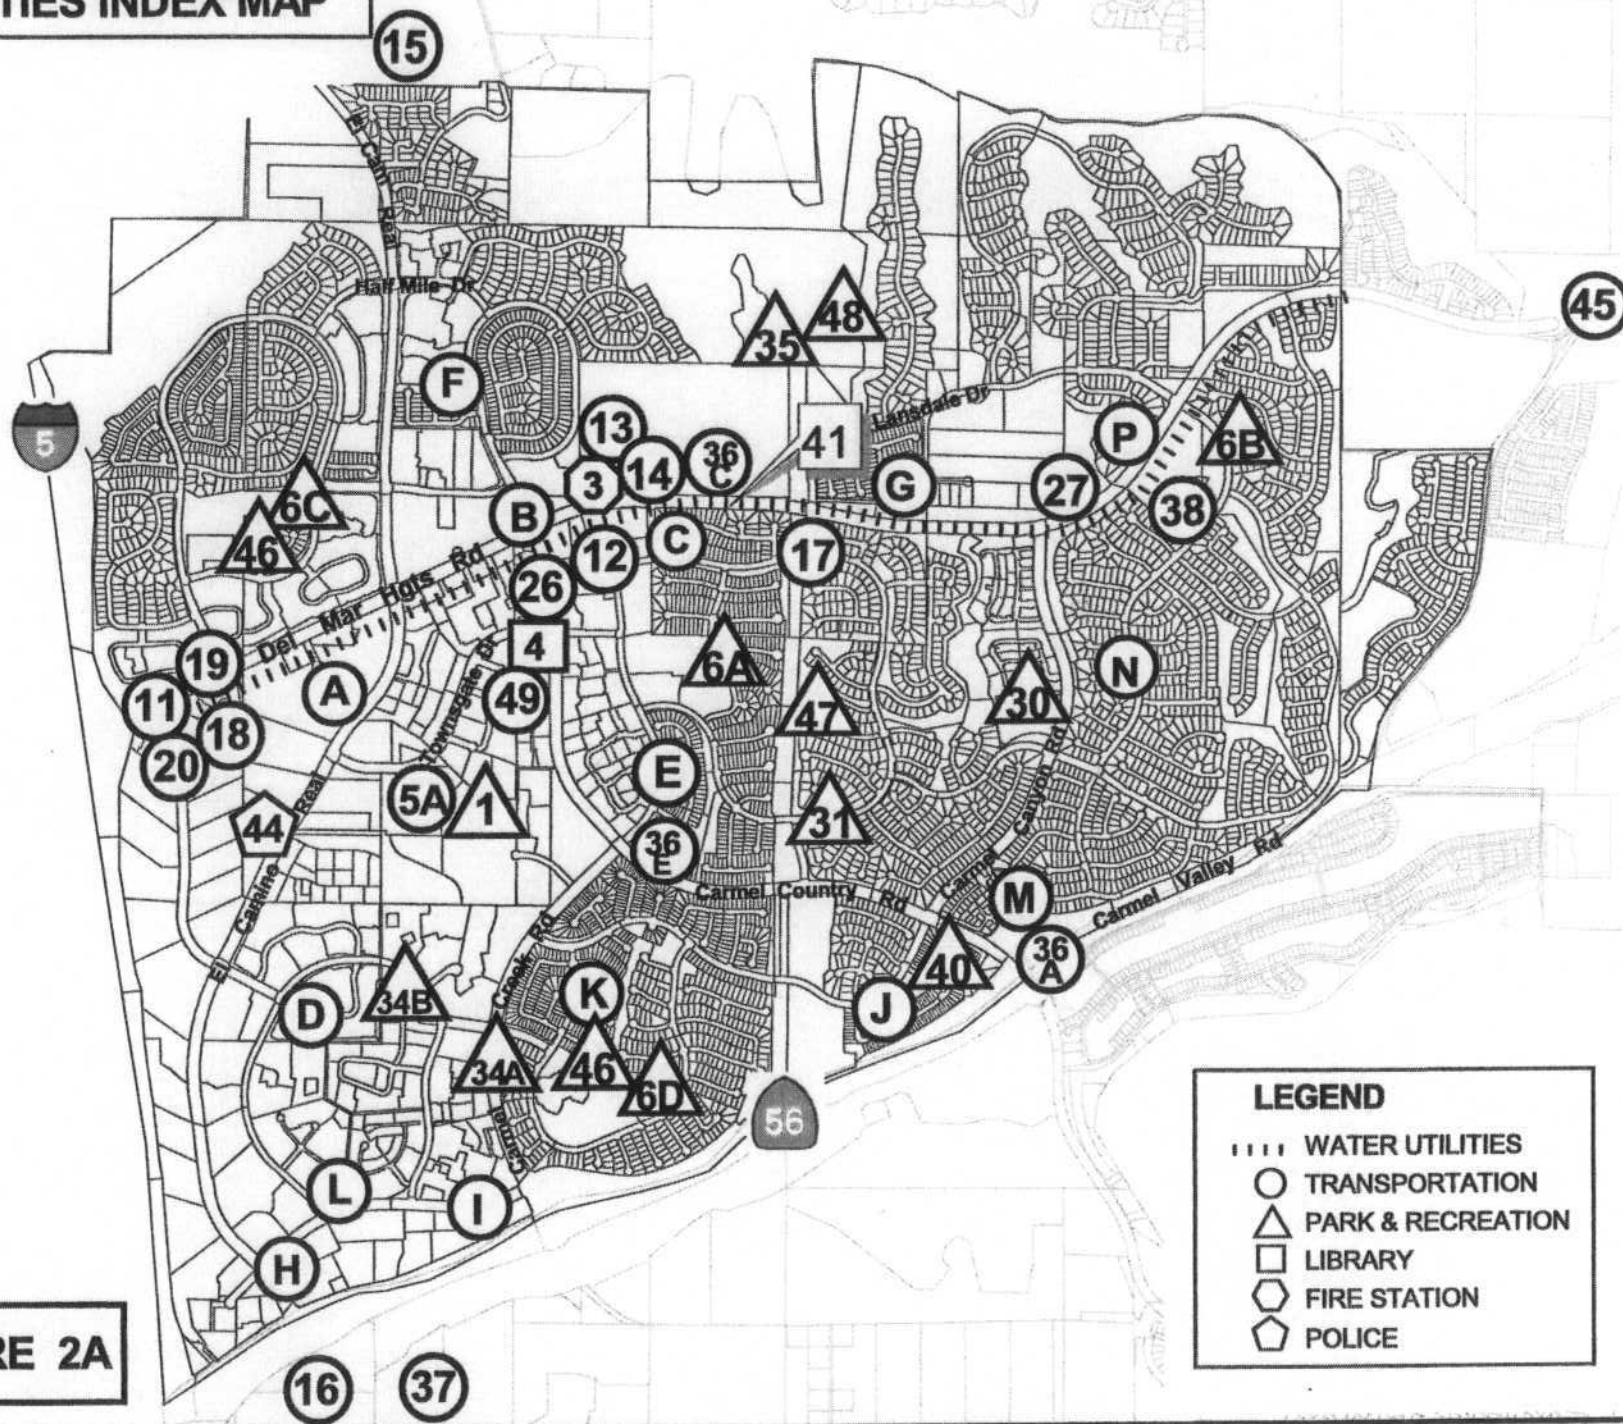 TIES INDEX MAP
15
El Cam. Real
Half Mile Dr
45
48
35
5
F
13
41
Lansdale Dr
P
6B
36
C
14
3
G
27
38
6C
46
B
12
C
17
26
Del Mar Hgts Rd
4
6A
19
A
11
18
49
47
30
N
20
Townsgate Dr
E
5A
1
31
44
El Camino Real
36
E
Carmel Canyon Rd
Carmel Country Rd
M
Carmel Valley Rd
36
A
40
34B
Carmel Creek Rd
K
D
J
34A
46
6D
56
L
I
H
LEGEND
WATER UTILITIES
TRANSPORTATION
PARK & RECREATION
LIBRARY
FIRE STATION
POLICE
RE 2A
16
37